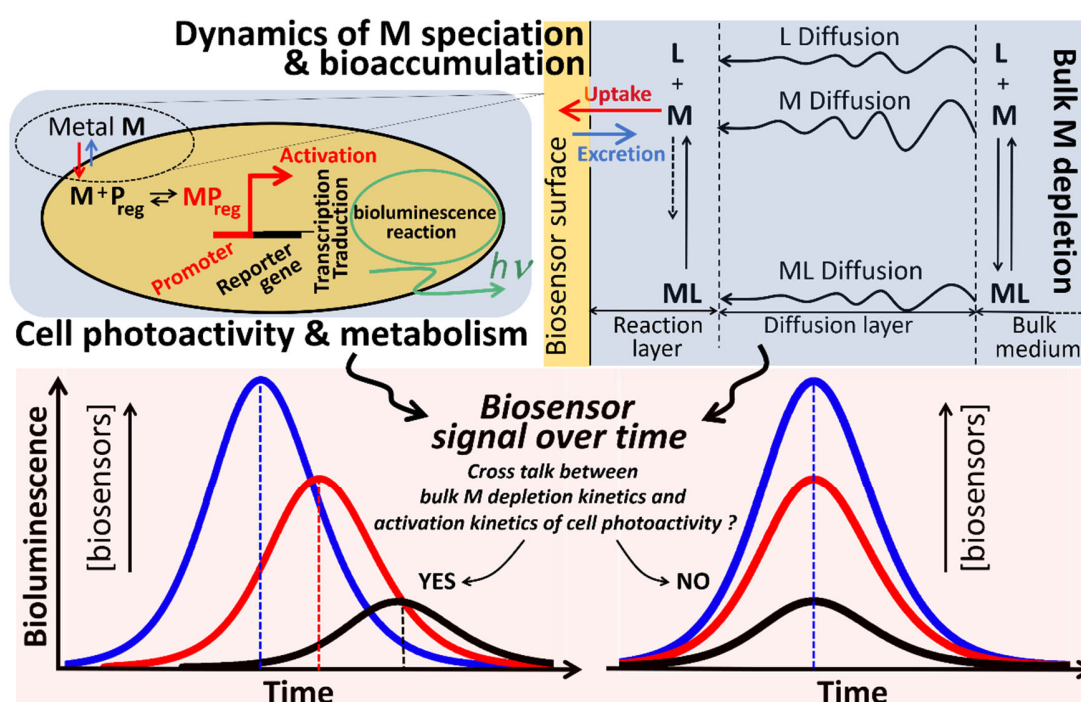 Dynamics of M speciation
& bioaccumulation
Metal M
M + P reg ⇌ MP reg
Activation
Promoter
Reporter
gene
Transcription
Traduction
bioluminescence
reaction
hν
Cell photoactivity & metabolism
Biosensor surface
Uptake
Excretion
L
+
M
ML
L Diffusion
M Diffusion
ML Diffusion
L
+
M
ML
Bulk M depletion
Reaction
layer
Diffusion layer
Bulk
medium
Biosensor
signal over time
Cross talk between
bulk M depletion kinetics and
activation kinetics of cell photoactivity ?
YES
NO
Bioluminescence
[biosensors]
Time
[biosensors]
Time